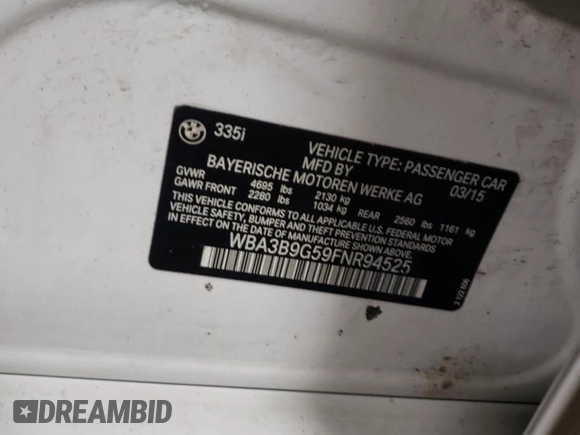 335i
VEHICLE TYPE: PASSENGER CAR
MFD BY 03/15
BAYERISCHE MOTOREN WERKE AG
GVWR 4695 lbs 2130 kg
GAWR FRONT 2280 lbs 1034 kg REAR 2560 lbs 1161 kg
THIS VEHICLE CONFORMS TO ALL APPLICABLE U.S. FEDERAL MOTOR
VEHICLE SAFETY, BUMPER AND THEFT PREVENTION STANDARDS
IN EFFECT ON THE DATE OF MANUFACTURE SHOWN ABOVE.
WBA3B9G59FNR94525
DREAMBID